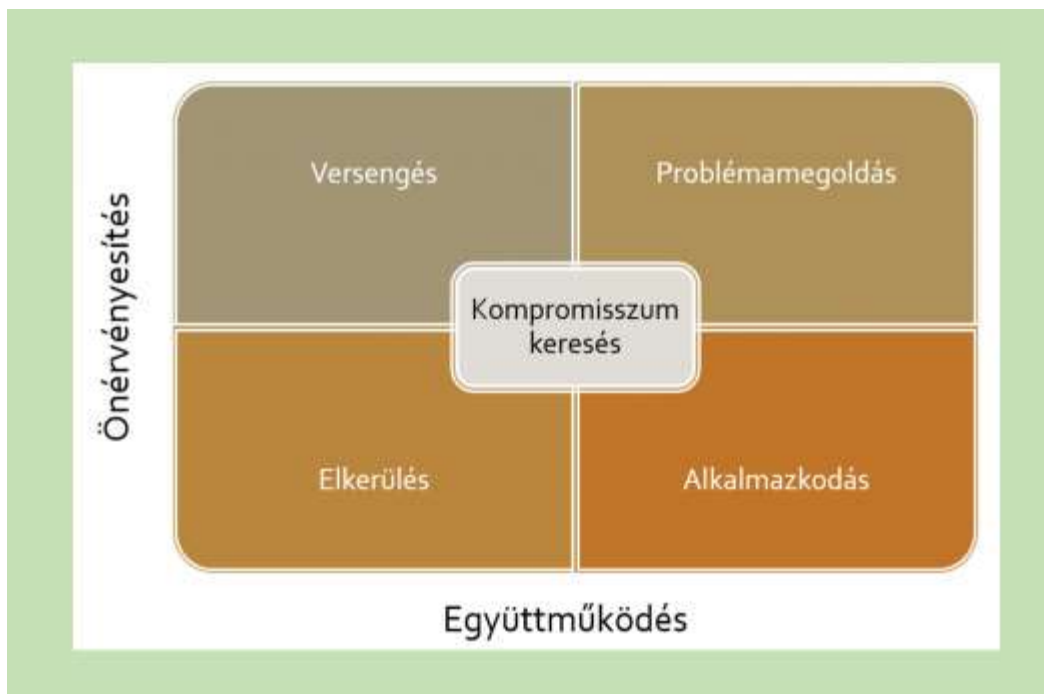 Versengés
Problémamegoldás
Önérvényesítés
Kompromisszum
keresés
Elkerülés
Alkalmazkodás
Együttműködés